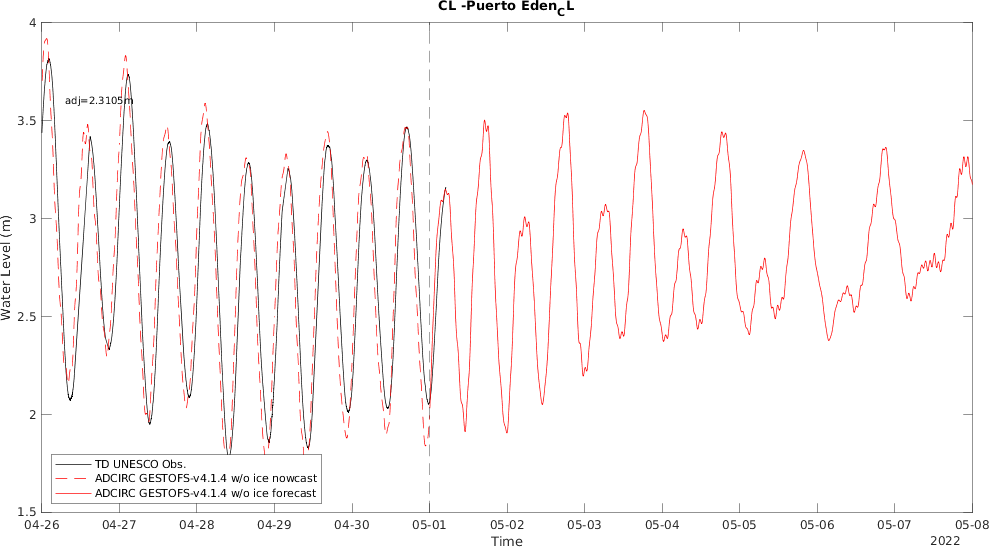 CL -Puerto Eden_CL
4
adj=2.3105m
3.5
3
2.5
2
1.5
Water Level (m)
TD UNESCO Obs.
ADCIRC GESTOFS-v4.1.4 w/o ice nowcast
ADCIRC GESTOFS-v4.1.4 w/o ice forecast
04-26 04-27 04-28 04-29 04-30 05-01 05-02 05-03 05-04 05-05 05-06 05-07 05-08
Time
2022